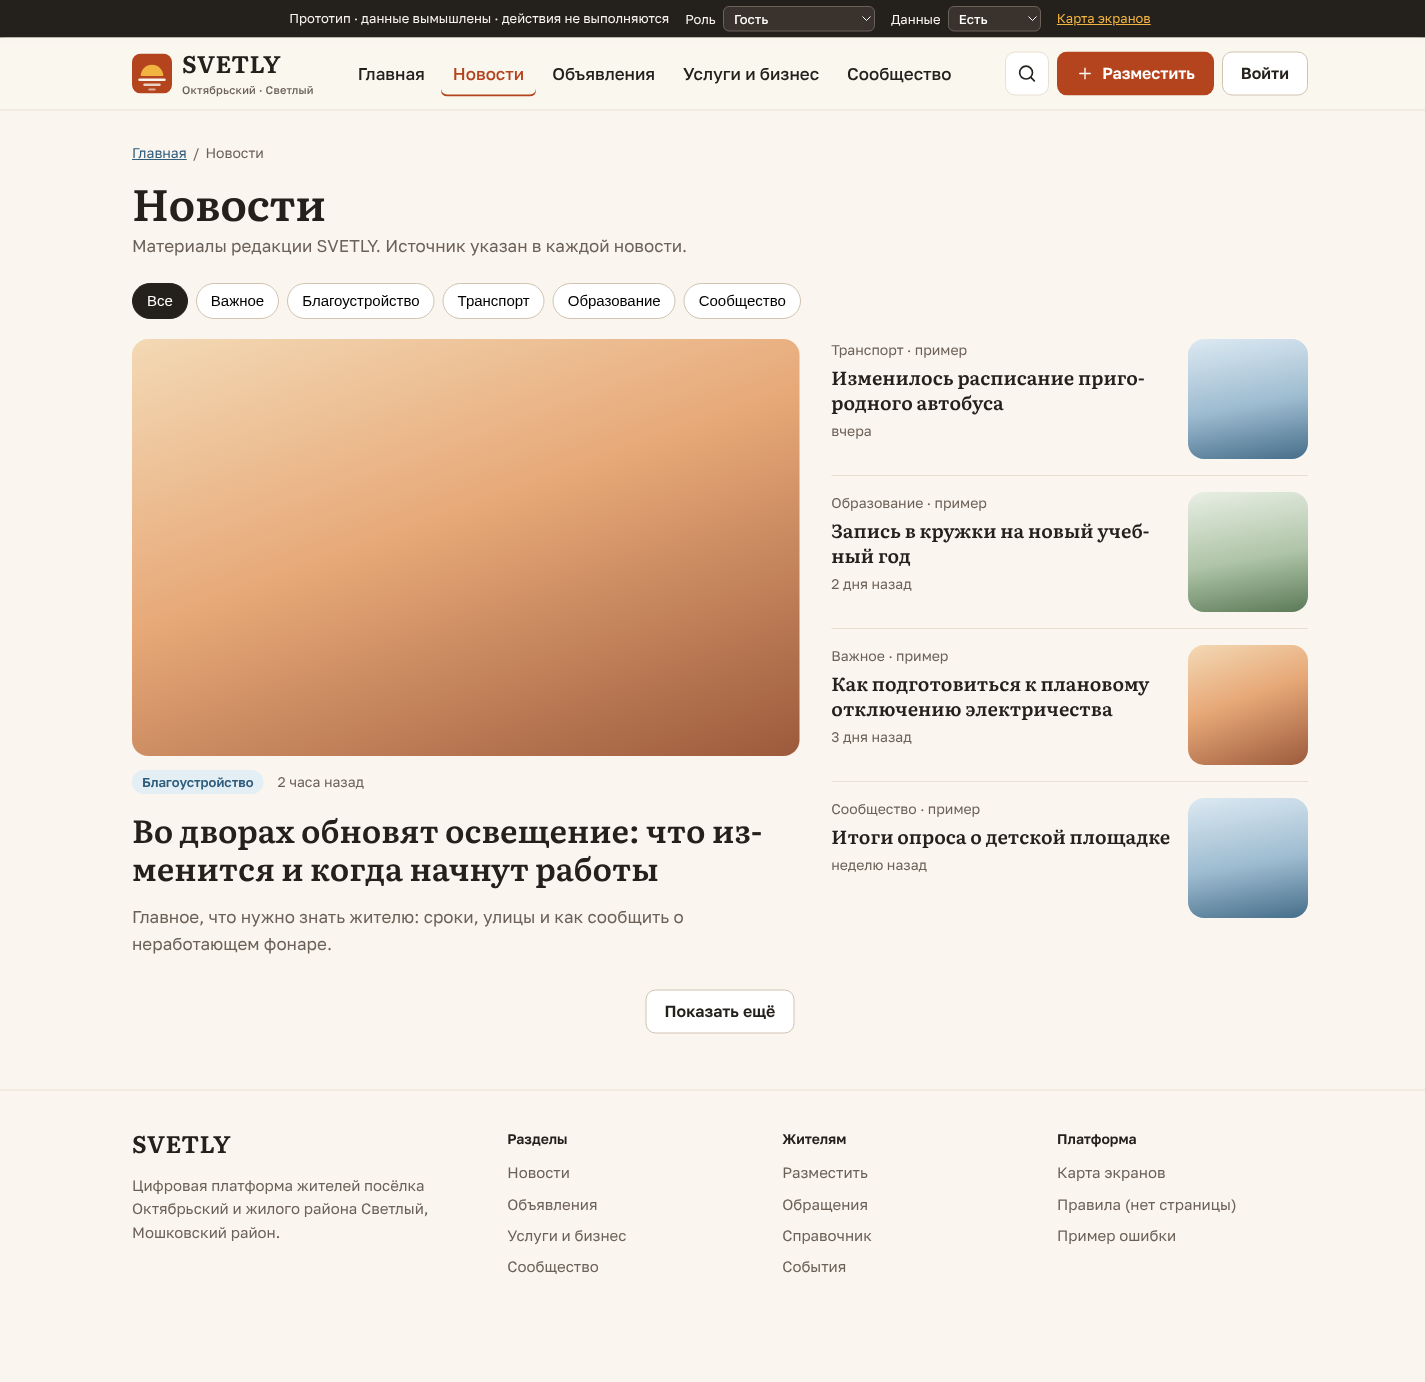 Прототип · данные вымышлены · действия не выполняются Роль Гость Данные Есть Карта экранов
SVETLY
Октябрьский · Светлый
Главная Новости Объявления Услуги и бизнес Сообщество
Разместить Войти
Главная / Новости
Новости
Материалы редакции SVETLY. Источник указан в каждой новости.
Все Важное Благоустройство Транспорт Образование Сообщество
Благоустройство 2 часа назад
Во дворах обновят освещение: что из-
менится и когда начнут работы
Главное, что нужно знать жителю: сроки, улицы и как сообщить о
неработающем фонаре.
Транспорт · пример
Изменилось расписание приго-
родного автобуса
вчера
Образование · пример
Запись в кружки на новый учеб-
ный год
2 дня назад
Важное · пример
Как подготовиться к плановому
отключению электричества
3 дня назад
Сообщество · пример
Итоги опроса о детской площадке
неделю назад
Показать ещё
SVETLY
Цифровая платформа жителей посёлка
Октябрьский и жилого района Светлый,
Мошковский район.
Разделы
Новости
Объявления
Услуги и бизнес
Сообщество
Жителям
Разместить
Обращения
Справочник
События
Платформа
Карта экранов
Правила (нет страницы)
Пример ошибки